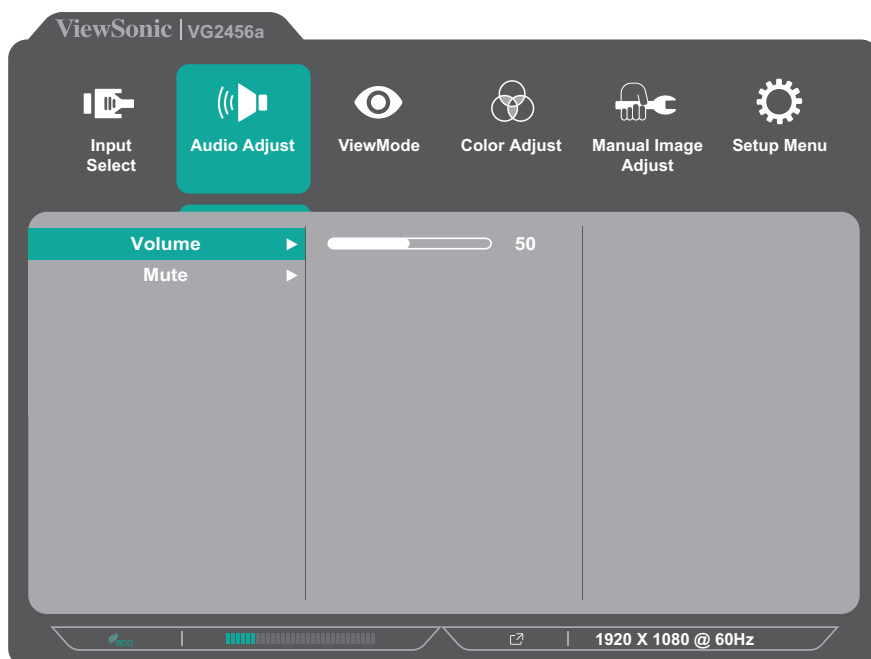 ViewSonic | VG2456a
Input
Select
Audio Adjust
ViewMode
Color Adjust
Manual Image
Adjust
Setup Menu
Volume
50
Mute
eco
1920 X 1080 @ 60Hz